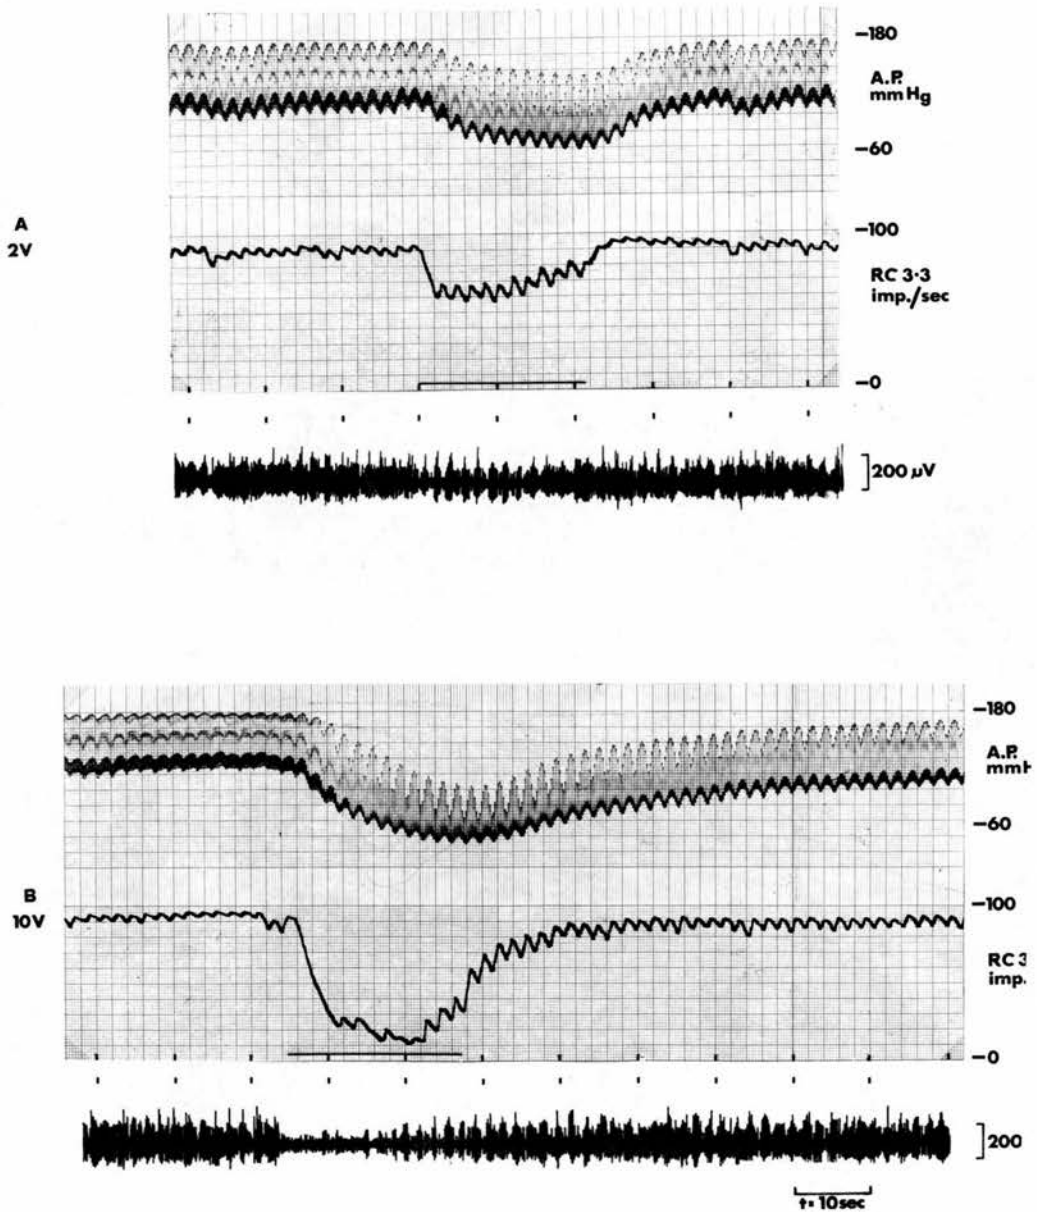 –180
A.P.
mm Hg
–60
A
2V
–100
RC 3·3
imp./sec
–0
200 µV
–180
A.P.
mmH
–60
B
10V
–100
RC 3
imp.
–0
200
t= 10sec